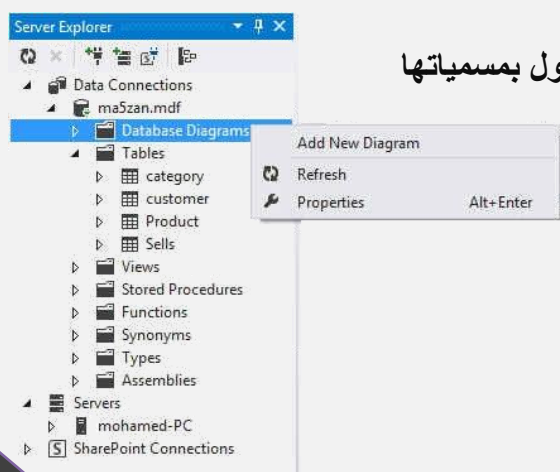 Server Explorer
ول بمسمياتها
Data Connections
ma5zan.mdf
Database Diagrams
Add New Diagram
Tables
Refresh
category
Properties Alt+Enter
customer
Product
Sells
Views
Stored Procedures
Functions
Synonyms
Types
Assemblies
Servers
mohamed-PC
SharePoint Connections